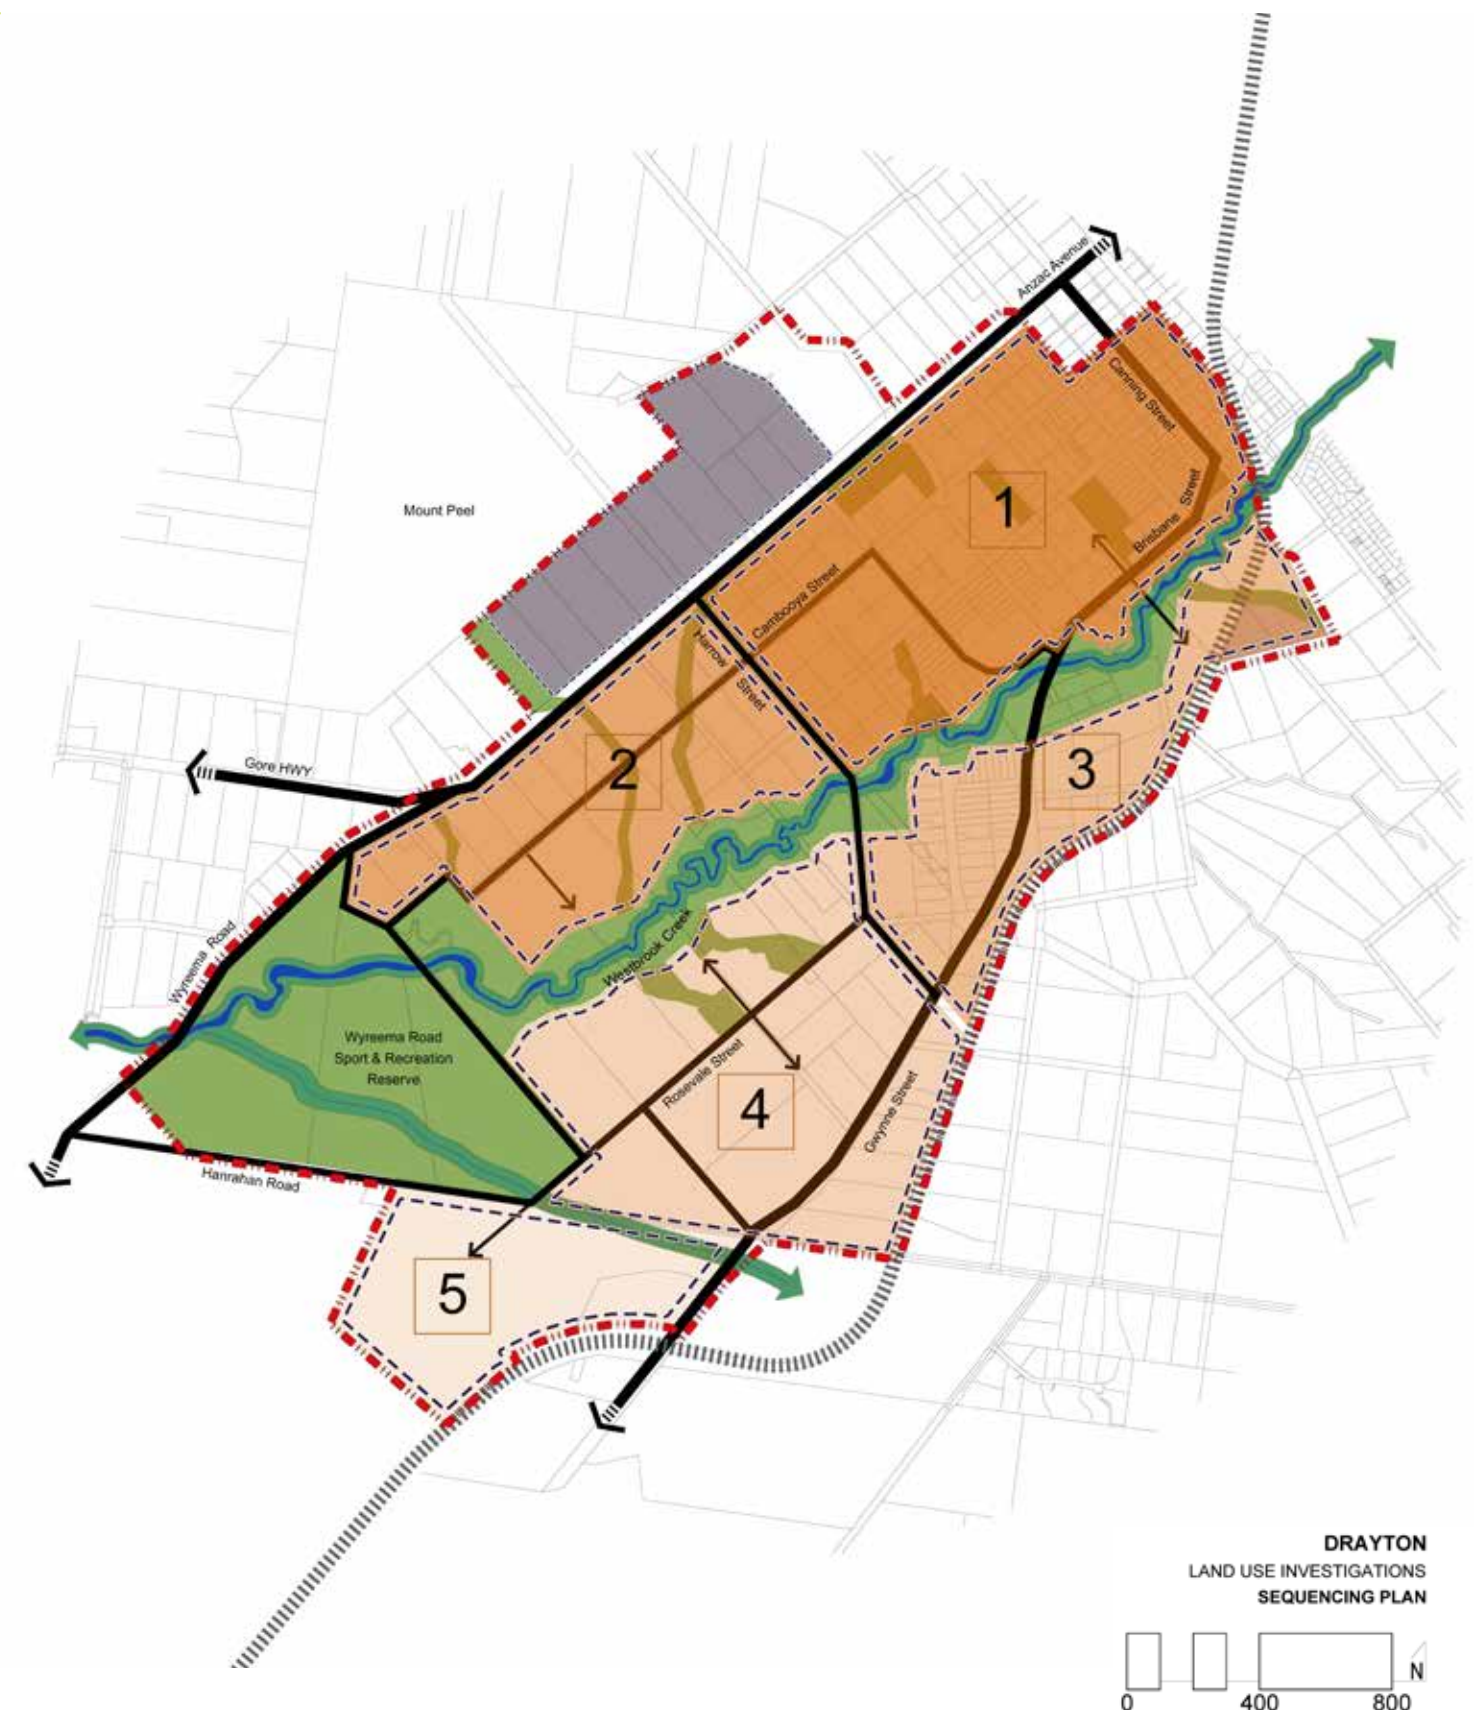 Anzac Avenue
Canning Street
1
Brisbane Street
Mount Peel
Cambooya Street
Harrow Street
2
3
Gore HWY
Wyreema Road
Westbrook Creek
Wyreema Road
Sport & Recreation
Reserve
Rosevale Street
4
Gwynne Street
Hanrahan Road
5
DRAYTON
LAND USE INVESTIGATIONS
SEQUENCING PLAN
N
0 400 800